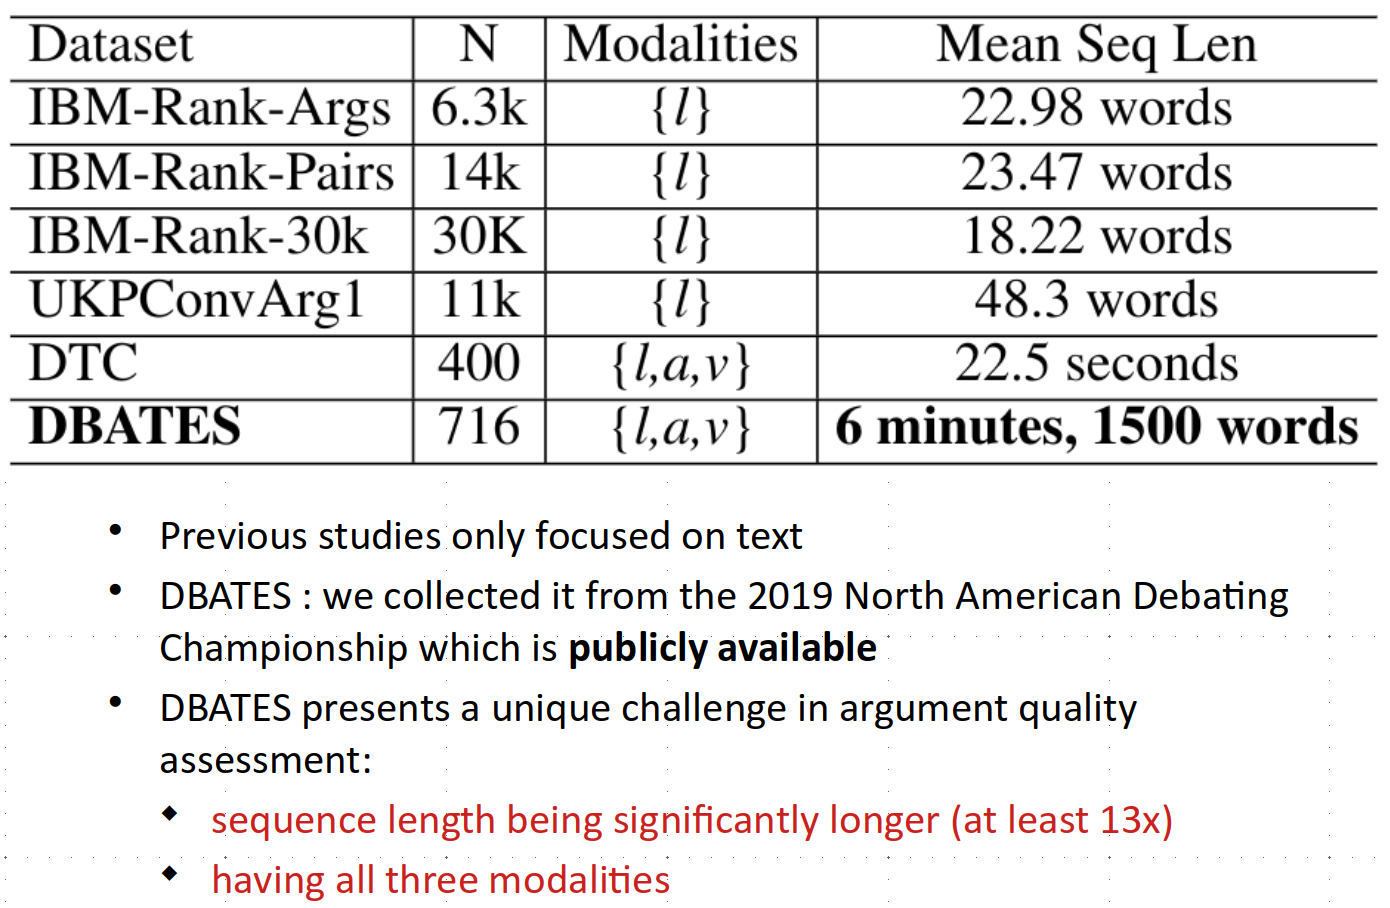 Dataset N Modalities Mean Seq Len
IBM-Rank-Args 6.3k {l} 22.98 words
IBM-Rank-Pairs 14k {l} 23.47 words
IBM-Rank-30k 30K {l} 18.22 words
UKPConvArg1 11k {l} 48.3 words
DTC 400 {l,a,v} 22.5 seconds
DBATES 716 {l,a,v} 6 minutes, 1500 words
• Previous studies only focused on text
• DBATES : we collected it from the 2019 North American Debating
Championship which is publicly available
• DBATES presents a unique challenge in argument quality
assessment:
◆ sequence length being significantly longer (at least 13x)
◆ having all three modalities